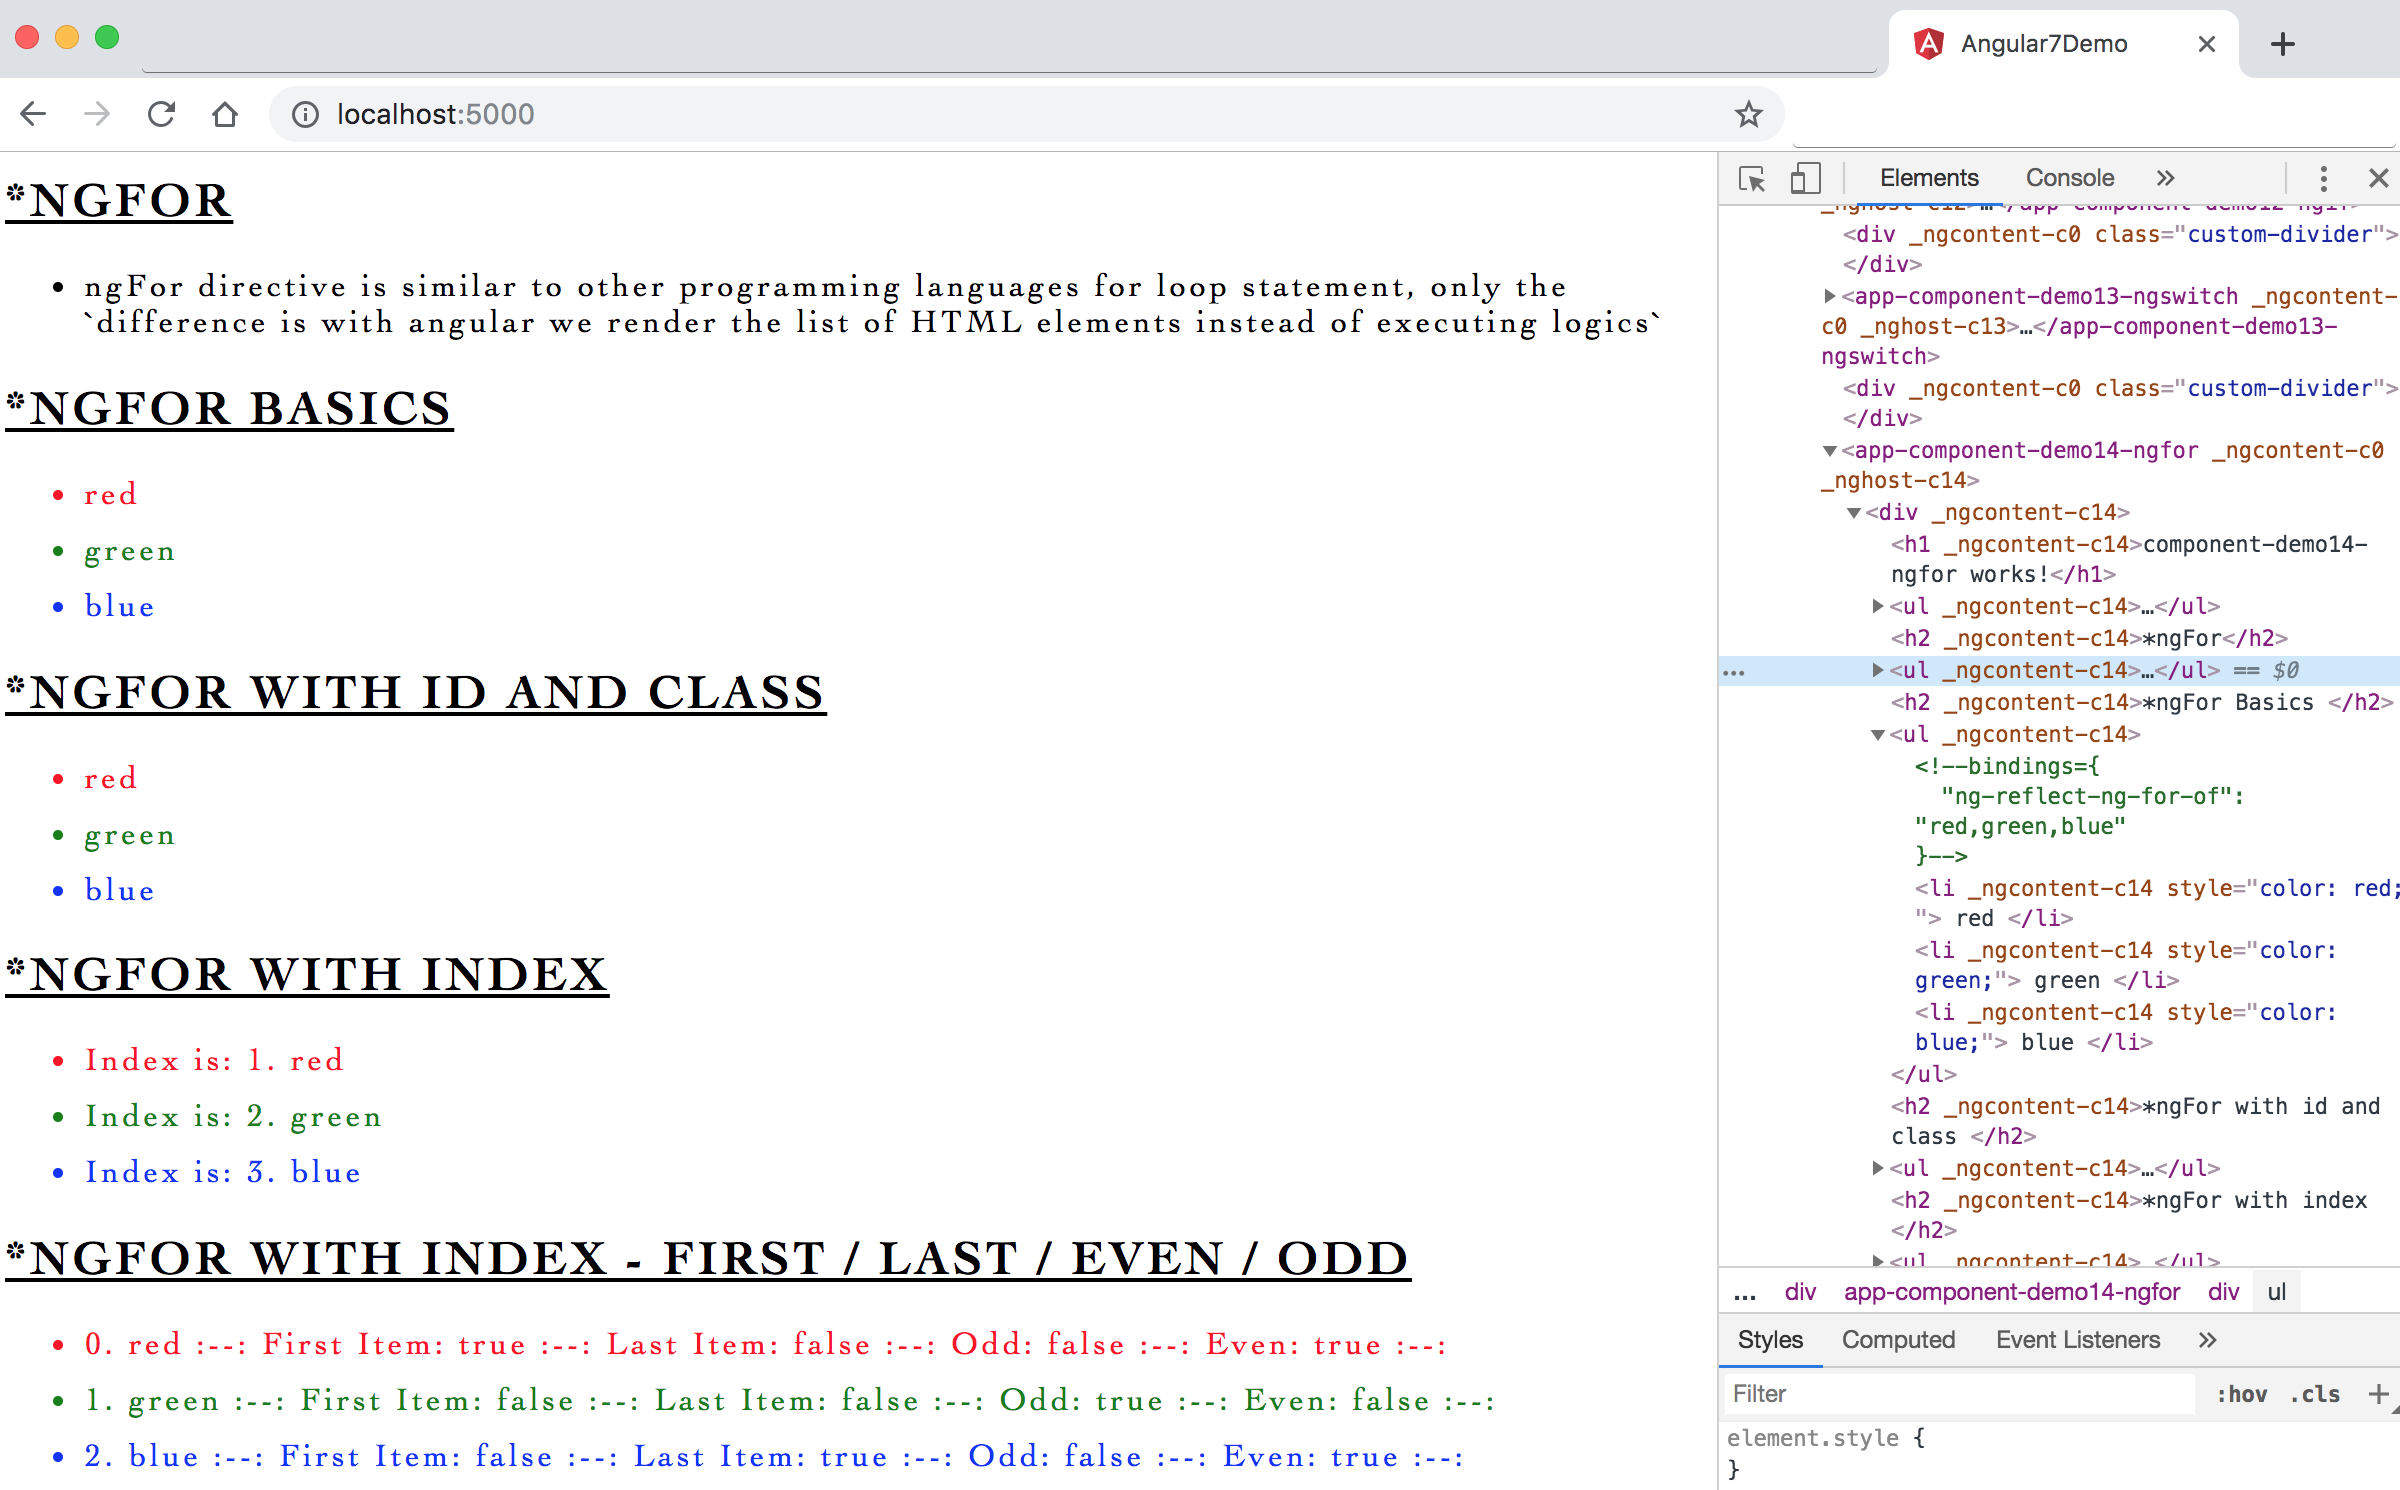 Angular7Demo
localhost:5000
*NGFOR
• ngFor directive is similar to other programming languages for loop statement, only the
`difference is with angular we render the list of HTML elements instead of executing logics`
*NGFOR BASICS
• red
• green
• blue
*NGFOR WITH ID AND CLASS
• red
• green
• blue
*NGFOR WITH INDEX
• Index is: 1. red
• Index is: 2. green
• Index is: 3. blue
*NGFOR WITH INDEX - FIRST / LAST / EVEN / ODD
• 0. red :--: First Item: true :--: Last Item: false :--: Odd: false :--: Even: true :--:
• 1. green :--: First Item: false :--: Last Item: false :--: Odd: true :--: Even: false :--:
• 2. blue :--: First Item: false :--: Last Item: true :--: Odd: false :--: Even: true :--:
Elements Console »
_nghost-c12>…</app-component-demo12-ngif>
<div _ngcontent-c0 class="custom-divider">
</div>
<app-component-demo13-ngswitch _ngcontent-
c0 _nghost-c13>…</app-component-demo13-
ngswitch>
<div _ngcontent-c0 class="custom-divider">
</div>
<app-component-demo14-ngfor _ngcontent-c0
_nghost-c14>
<div _ngcontent-c14>
<h1 _ngcontent-c14>component-demo14-
ngfor works!</h1>
<ul _ngcontent-c14>…</ul>
<h2 _ngcontent-c14>*ngFor</h2>
… <ul _ngcontent-c14>…</ul> == $0
<h2 _ngcontent-c14>*ngFor Basics </h2>
<ul _ngcontent-c14>
<!--bindings={
"ng-reflect-ng-for-of":
"red,green,blue"
}-->
<li _ngcontent-c14 style="color: red;
"> red </li>
<li _ngcontent-c14 style="color:
green;"> green </li>
<li _ngcontent-c14 style="color:
blue;"> blue </li>
</ul>
<h2 _ngcontent-c14>*ngFor with id and
class </h2>
<ul _ngcontent-c14>…</ul>
<h2 _ngcontent-c14>*ngFor with index
</h2>
<ul _ngcontent-c14>…</ul>
… div app-component-demo14-ngfor div ul
Styles Computed Event Listeners »
Filter :hov .cls +
element.style {
}